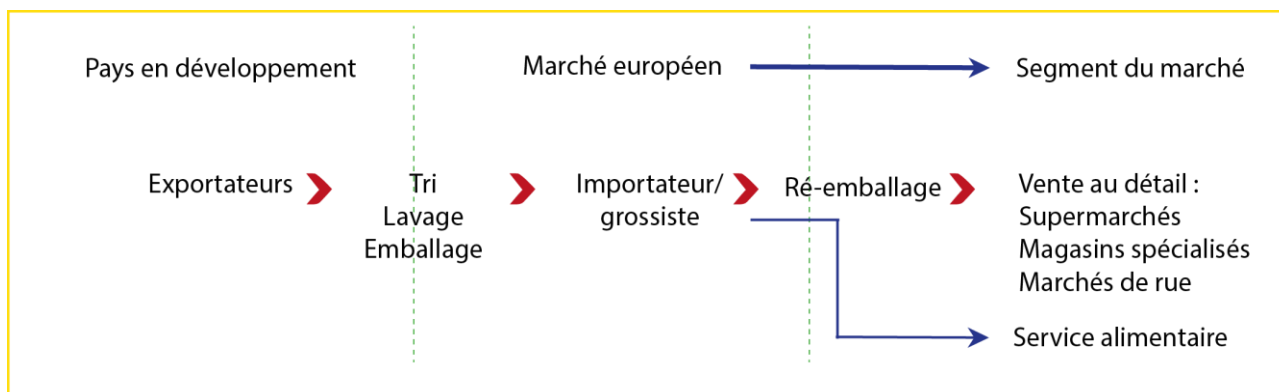 Pays en développement
Marché européen
Segment du marché
Exportateurs
Tri
Lavage
Emballage
Importateur/
grossiste
Ré-emballage
Vente au détail :
Supermarchés
Magasins spécialisés
Marchés de rue
Service alimentaire